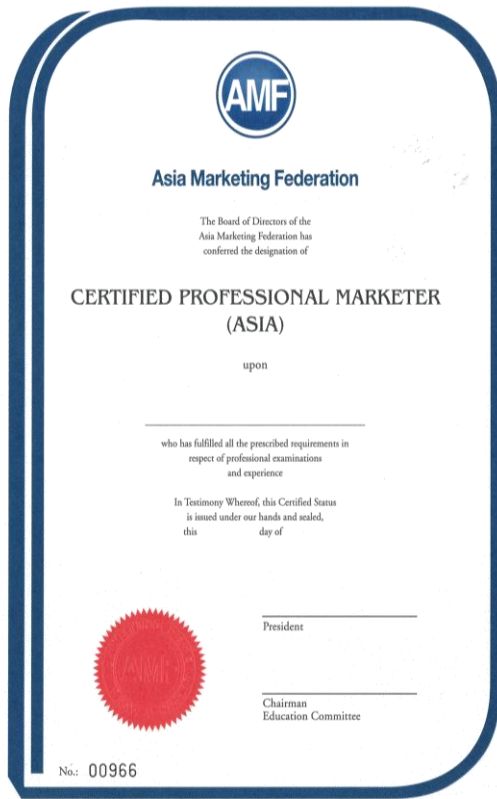 AMF
Asia Marketing Federation
The Board of Directors of the
Asia Marketing Federation has
conferred the designation of
CERTIFIED PROFESSIONAL MARKETER
(ASIA)
upon
who has fulfilled all the prescribed requirements in
respect of professional examinations
and experience
In Testimony Whereof, this Certified Status
is issued under our hands and sealed,
this day of
President
AMF
Chairman
Education Committee
No.: 00966